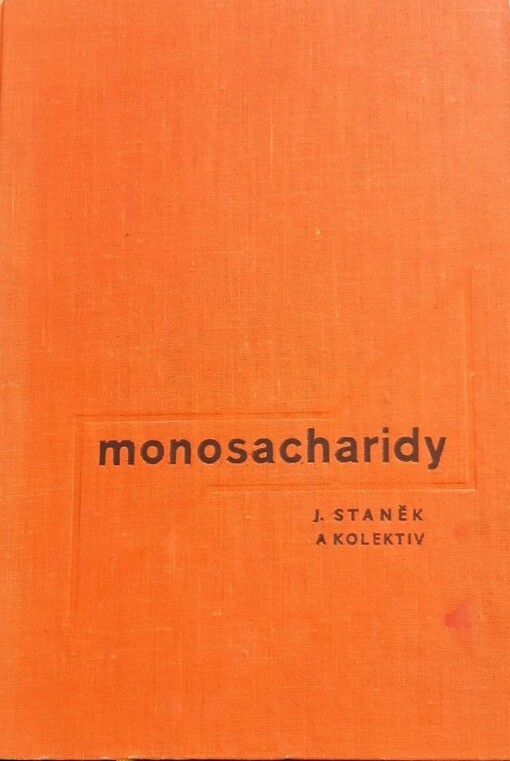 monosacharidy
J. STANĚK
A KOLEKTIV